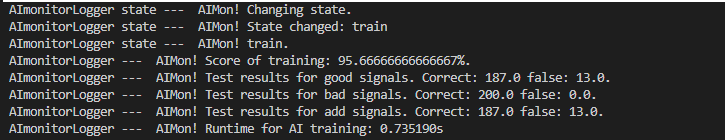 AImonitorLogger state --- AIMon! Changing state.
AImonitorLogger state --- AIMon! State changed: train
AImonitorLogger state --- AIMon! train.
AImonitorLogger --- AIMon! Score of training: 95.66666666666667%.
AImonitorLogger --- AIMon! Test results for good signals. Correct: 187.0 false: 13.0.
AImonitorLogger --- AIMon! Test results for bad signals. Correct: 200.0 false: 0.0.
AImonitorLogger --- AIMon! Test results for add signals. Correct: 187.0 false: 13.0.
AImonitorLogger --- AIMon! Runtime for AI training: 0.735190s